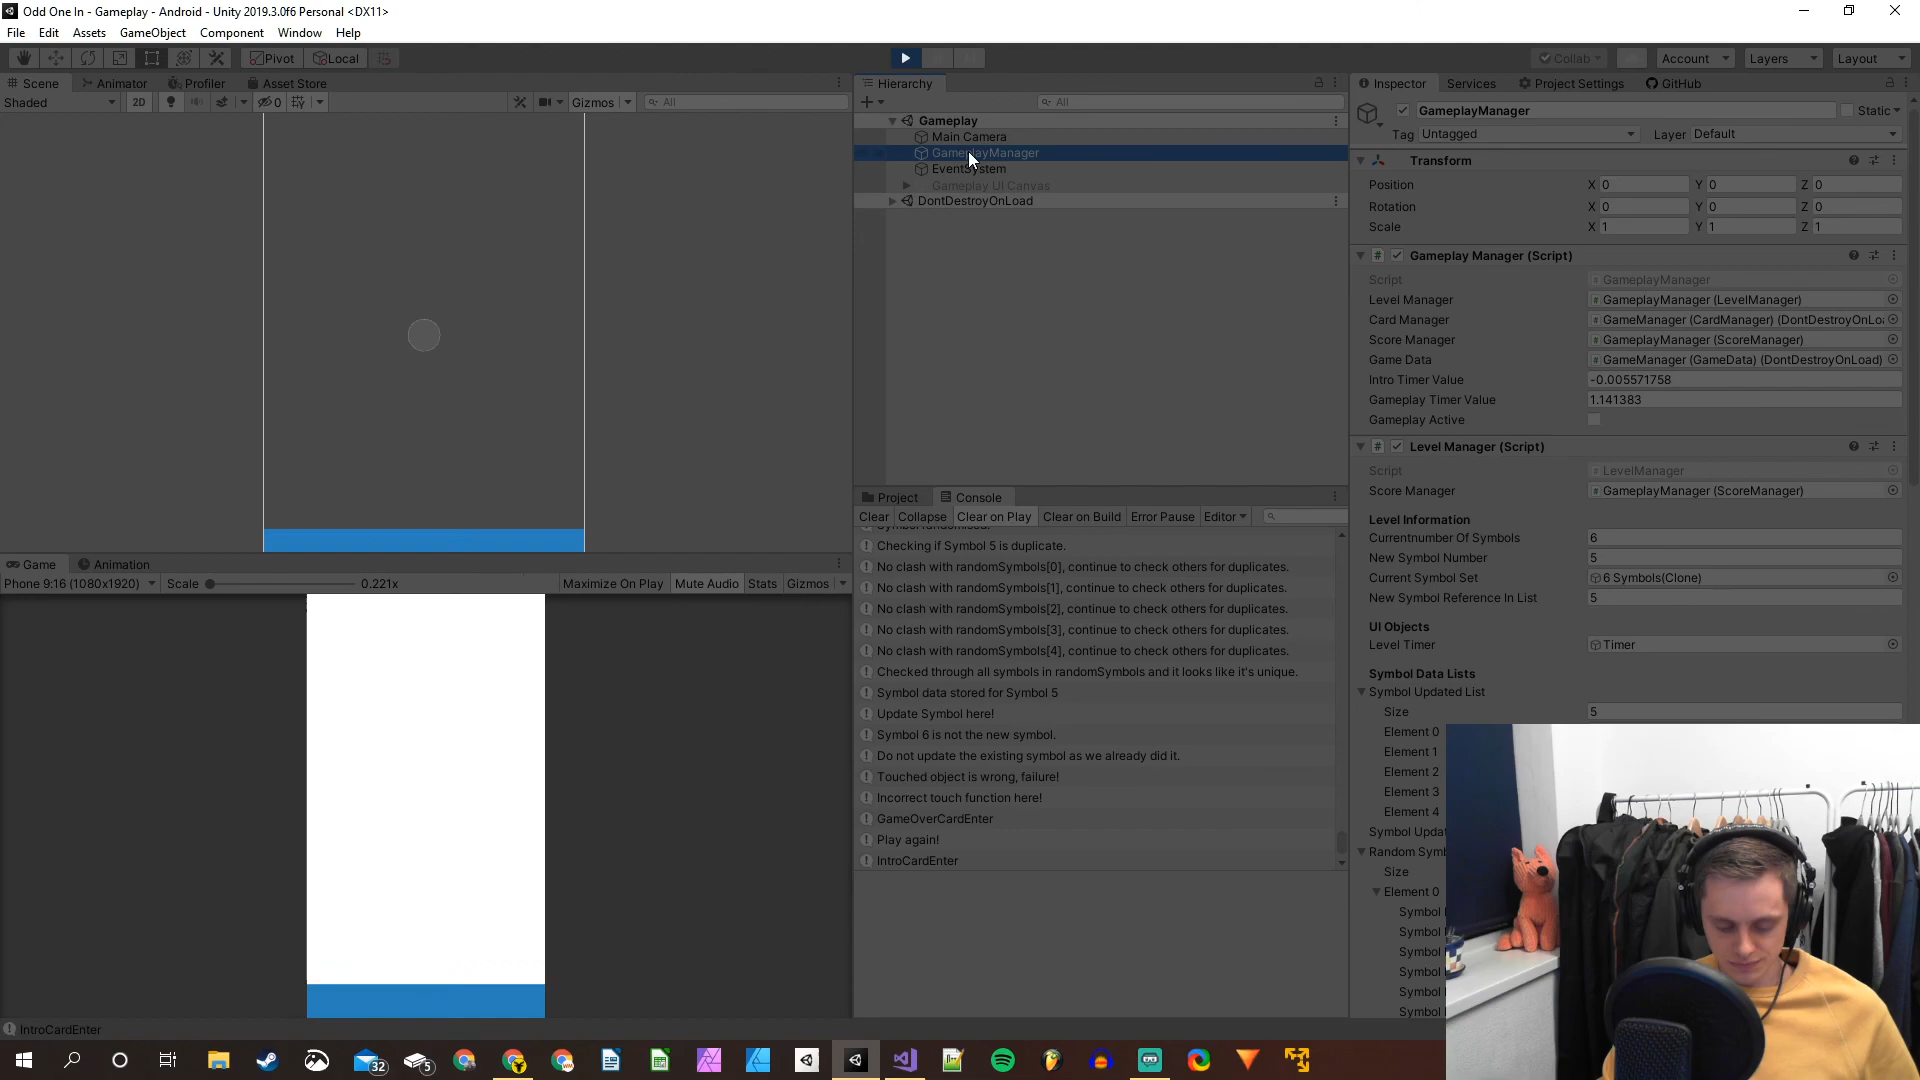 Odd One In - Gameplay - Android - Unity 2019.3.0f6 Personal <DX11>
File Edit Assets GameObject Component Window Help
Pivot Local Collab Account Layers Layout
Scene Animator Profiler Asset Store
Shaded 2D 0 Gizmos All
Hierarchy
All
Gameplay
Main Camera
GameplayManager
EventSystem
Gameplay UI Canvas
DontDestroyOnLoad
Inspector Services Project Settings GitHub
GameplayManager Static
Tag Untagged Layer Default
Transform
Position X 0 Y 0 Z 0
Rotation X 0 Y 0 Z 0
Scale X 1 Y 1 Z 1
Gameplay Manager (Script)
Script GameplayManager
Level Manager GameplayManager (LevelManager)
Card Manager GameManager (CardManager) (DontDestroyOnLo
Score Manager GameplayManager (ScoreManager)
Game Data GameManager (GameData) (DontDestroyOnLoad)
Intro Timer Value -0.005571758
Gameplay Timer Value 1.141383
Gameplay Active
Level Manager (Script)
Script LevelManager
Score Manager GameplayManager (ScoreManager)
Level Information
Currentnumber Of Symbols 6
New Symbol Number 5
Current Symbol Set 6 Symbols(Clone)
New Symbol Reference In List 5
UI Objects
Level Timer Timer
Symbol Data Lists
Symbol Updated List
Size 5
Element 0
Element 1
Element 2
Element 3
Element 4
Symbol Updat
Random Symb
Size
Element 0
Symbol
Symbol
Symbol
Symbol
Symbol
Symbol
Project Console
Clear Collapse Clear on Play Clear on Build Error Pause Editor
Symbol randomised.
Checking if Symbol 5 is duplicate.
No clash with randomSymbols[0], continue to check others for duplicates.
No clash with randomSymbols[1], continue to check others for duplicates.
No clash with randomSymbols[2], continue to check others for duplicates.
No clash with randomSymbols[3], continue to check others for duplicates.
No clash with randomSymbols[4], continue to check others for duplicates.
Checked through all symbols in randomSymbols and it looks like it's unique.
Symbol data stored for Symbol 5
Update Symbol here!
Symbol 6 is not the new symbol.
Do not update the existing symbol as we already did it.
Touched object is wrong, failure!
Incorrect touch function here!
GameOverCardEnter
Play again!
IntroCardEnter
Game Animation
Phone 9:16 (1080x1920) Scale 0.221x Maximize On Play Mute Audio Stats Gizmos
IntroCardEnter
32
5